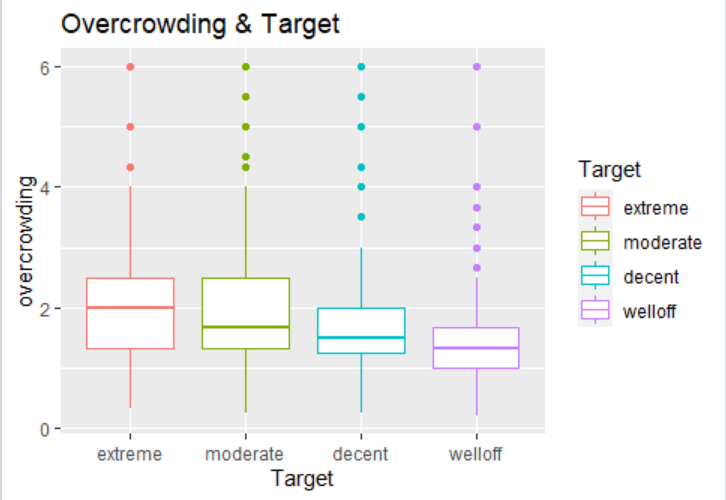 Overcrowding & Target
6
4
2
0
overcrowding
extreme
moderate
decent
welloff
Target
Target
extreme
moderate
decent
welloff